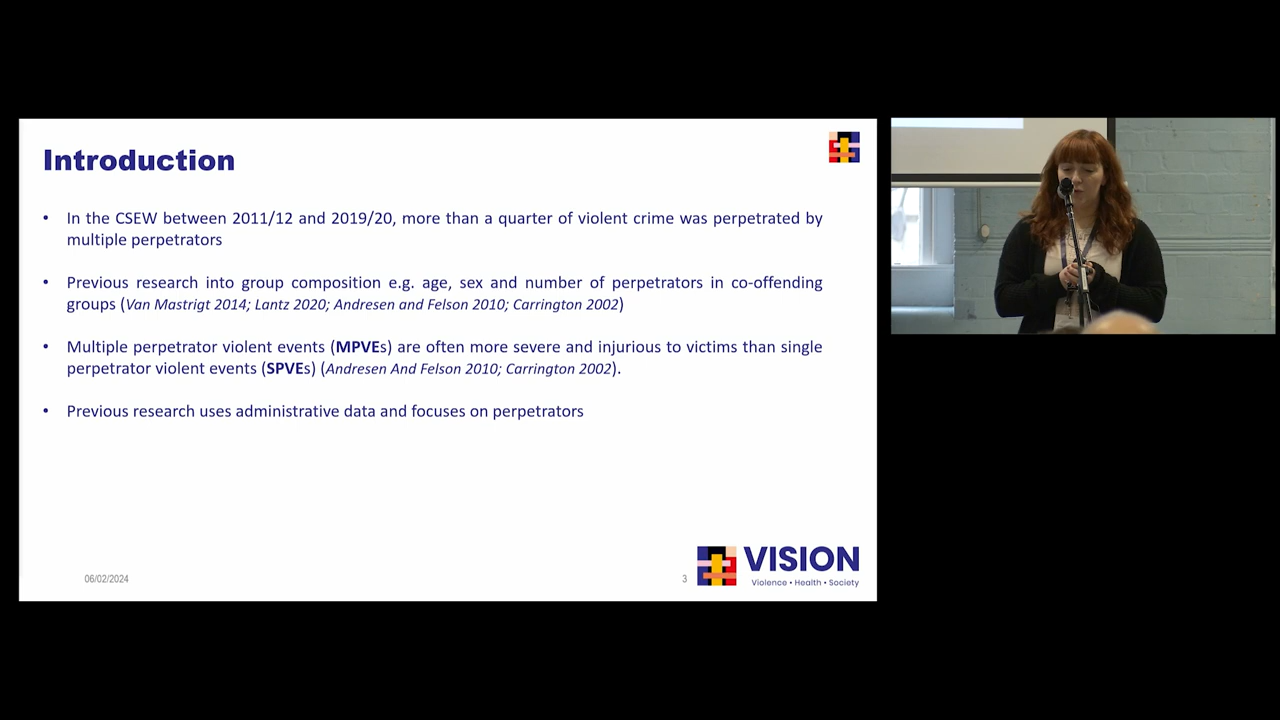 Introduction
• In the CSEW between 2011/12 and 2019/20, more than a quarter of violent crime was perpetrated by
multiple perpetrators
• Previous research into group composition e.g. age, sex and number of perpetrators in co-offending
groups (Van Mastrigt 2014; Lantz 2020; Andresen and Felson 2010; Carrington 2002)
• Multiple perpetrator violent events (MPVEs) are often more severe and injurious to victims than single
perpetrator violent events (SPVEs) (Andresen And Felson 2010; Carrington 2002).
• Previous research uses administrative data and focuses on perpetrators
06/02/2024
3
VISION
Violence • Health • Society